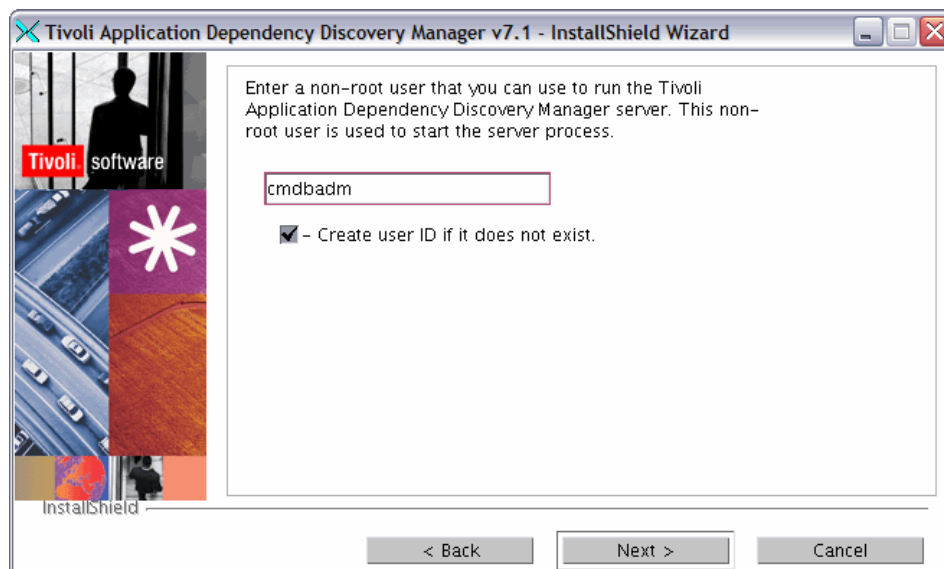 Tivoli Application Dependency Discovery Manager v7.1 - InstallShield Wizard
Enter a non-root user that you can use to run the Tivoli
Application Dependency Discovery Manager server. This non-
root user is used to start the server process.
Tivoli. software
cmdbadm
- Create user ID if it does not exist.
InstallShield
< Back
Next >
Cancel